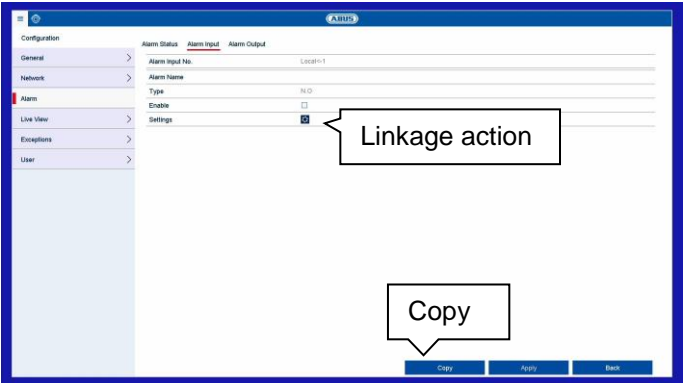 ABUS
Configuration
Alarm Status Alarm Input Alarm Output
General
Alarm Input No. Local<-1
Network
Alarm Name
Type N.O
Alarm
Enable
Live View
Settings
Linkage action
Exceptions
User
Copy
Copy Apply Back